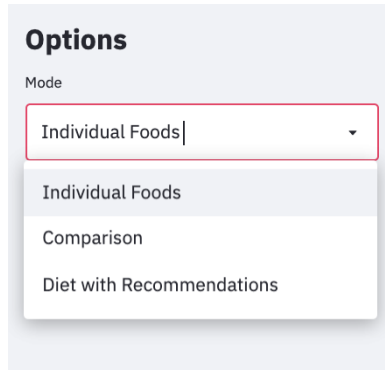 Options
Mode
Individual Foods
Individual Foods
Comparison
Diet with Recommendations